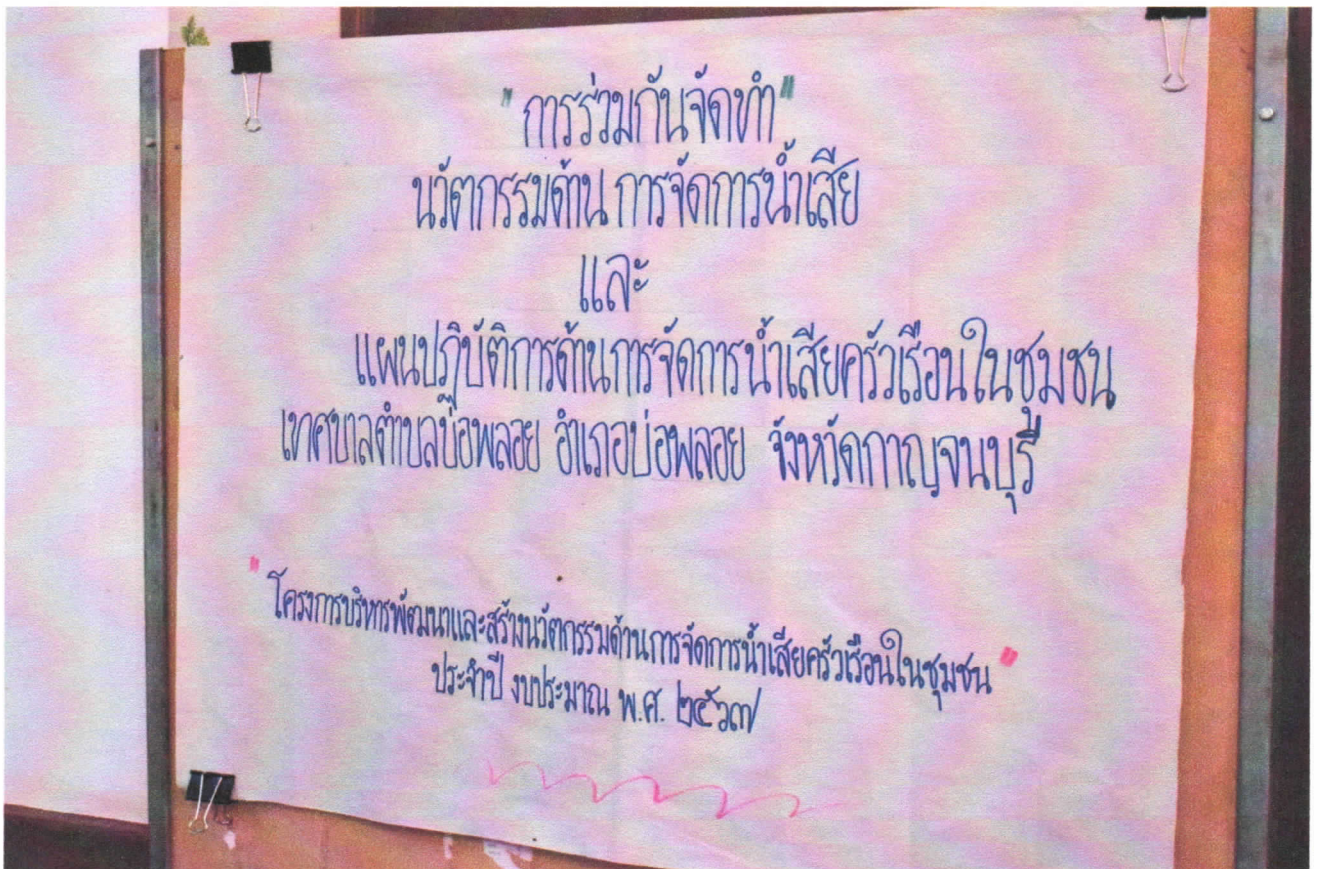 "การร่วมกันจัดทำ"
นวัตกรรมด้าน การจัดการน้ำเสีย
และ
แผนปฏิบัติการด้านการจัดการน้ำเสียครัวเรือนในชุมชน
เทศบาลตำบลบ่อพลอย อำเภอบ่อพลอย จังหวัดกาญจนบุรี
"โครงการบริหารพัฒนาและสร้างนวัตกรรมด้านการจัดการน้ำเสียครัวเรือนในชุมชน"
ประจำปี งบประมาณ พ.ศ. ๒๕๖๗